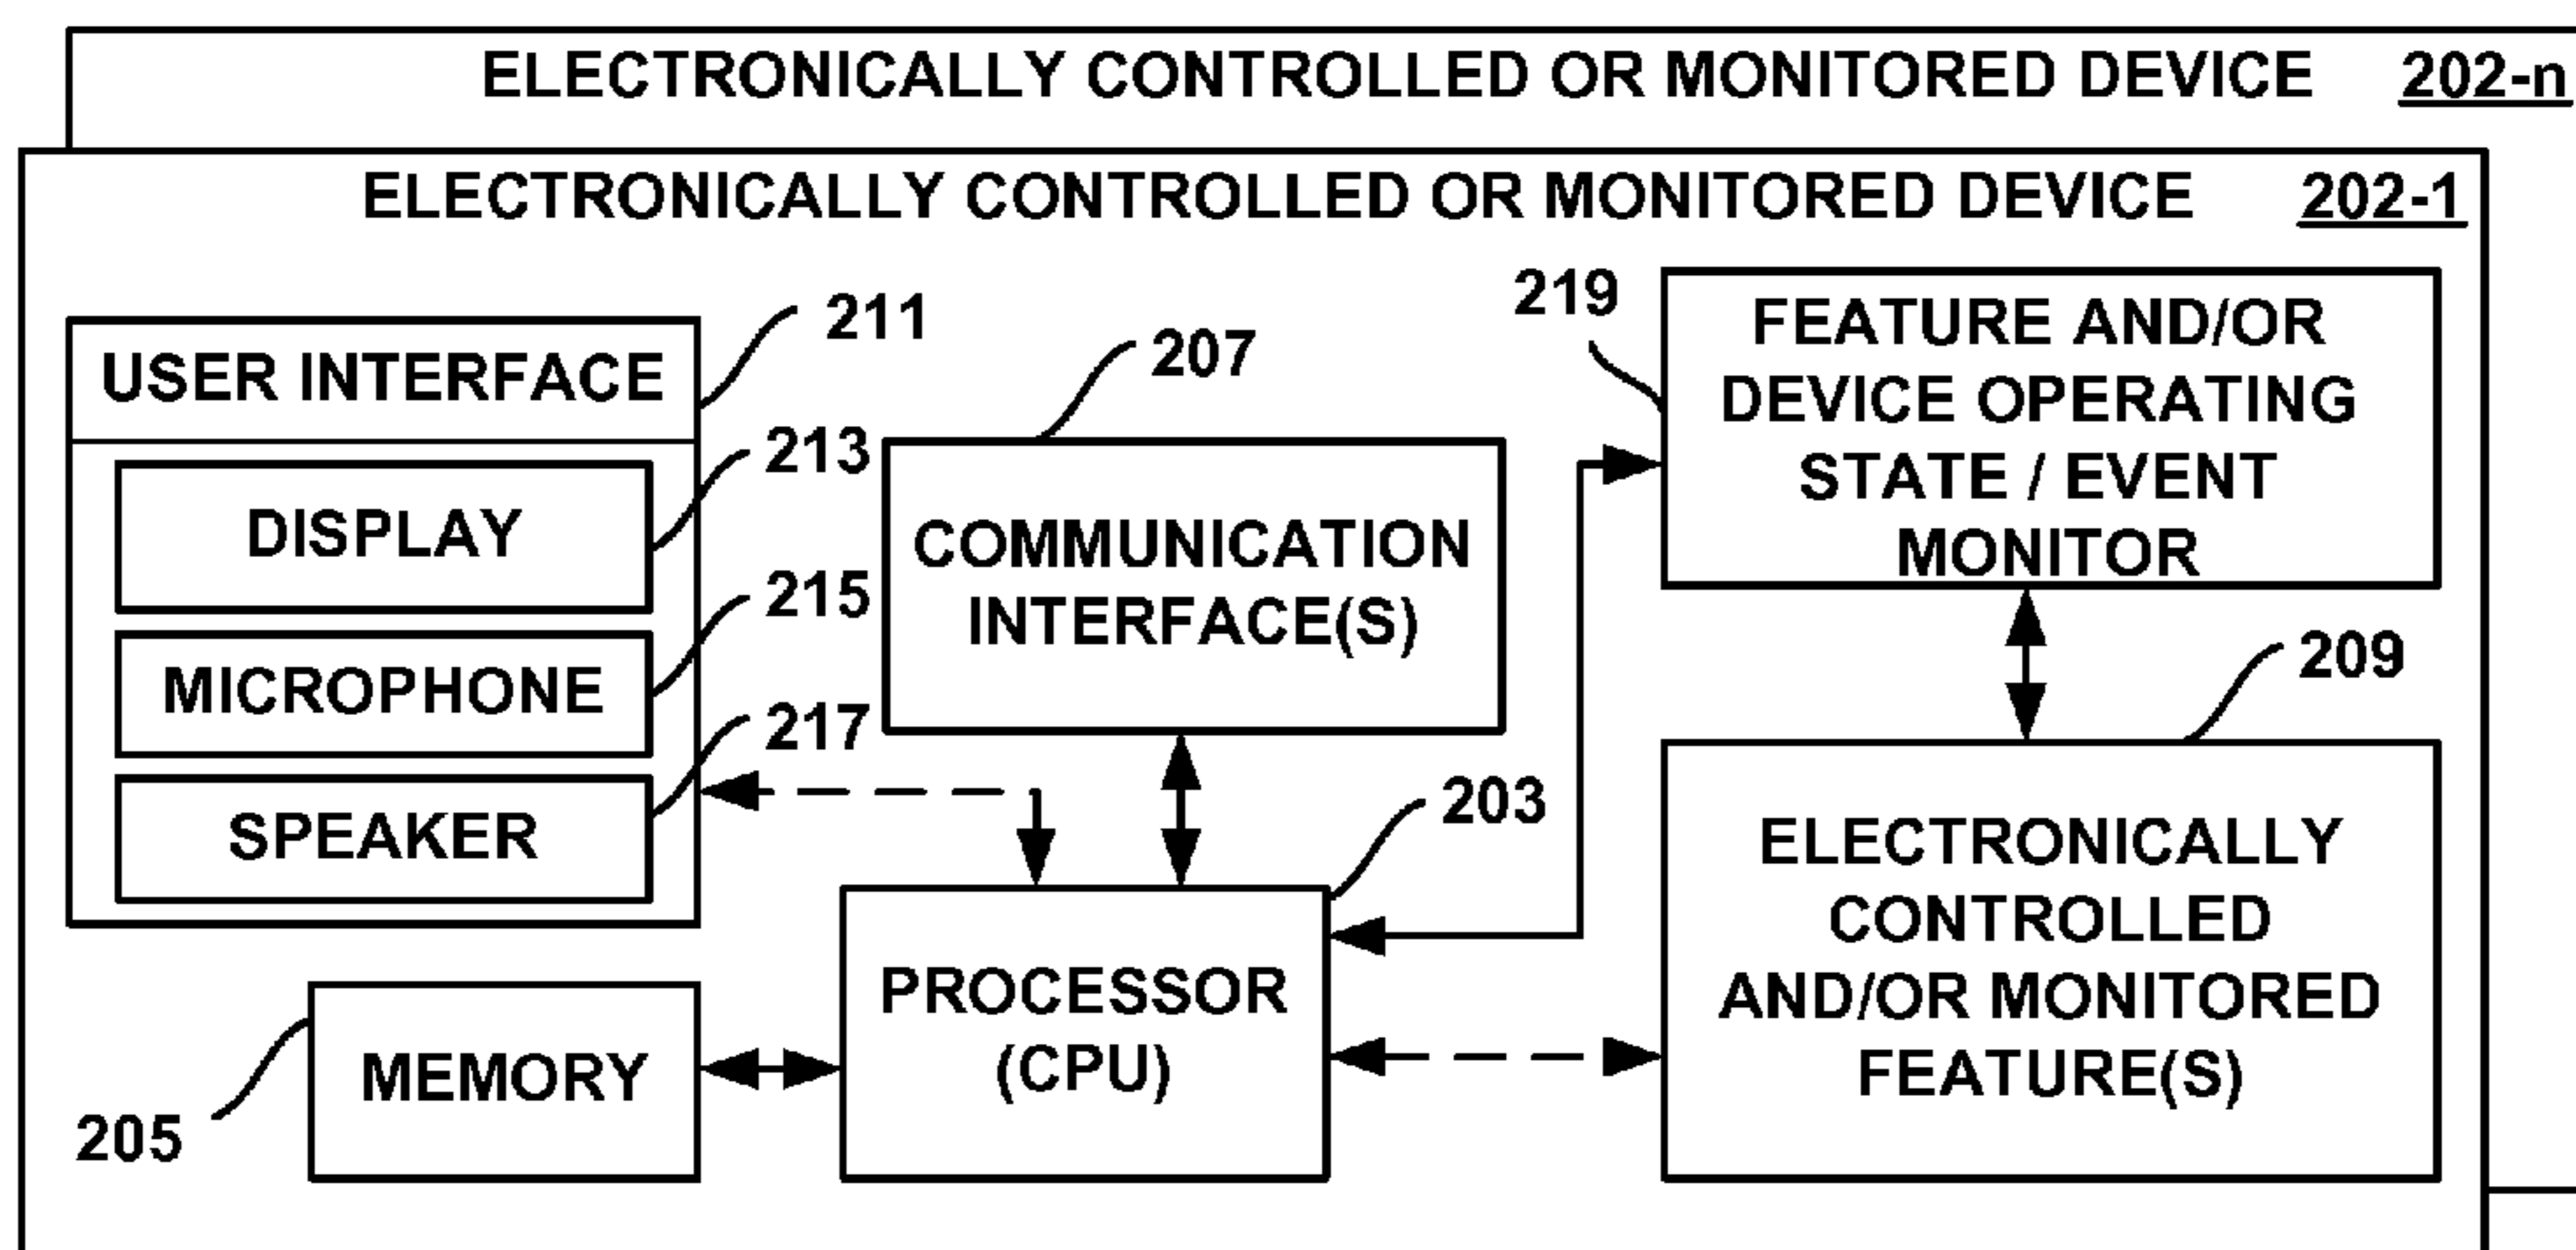 ELECTRONICALLY CONTROLLED OR MONITORED DEVICE 202-n
ELECTRONICALLY CONTROLLED OR MONITORED DEVICE 202-1
USER INTERFACE
211
DISPLAY
213
MICROPHONE
215
SPEAKER
217
207
COMMUNICATION
INTERFACE(S)
219
FEATURE AND/OR
DEVICE OPERATING
STATE / EVENT
MONITOR
209
ELECTRONICALLY
CONTROLLED
AND/OR MONITORED
FEATURE(S)
203
PROCESSOR
(CPU)
MEMORY
205